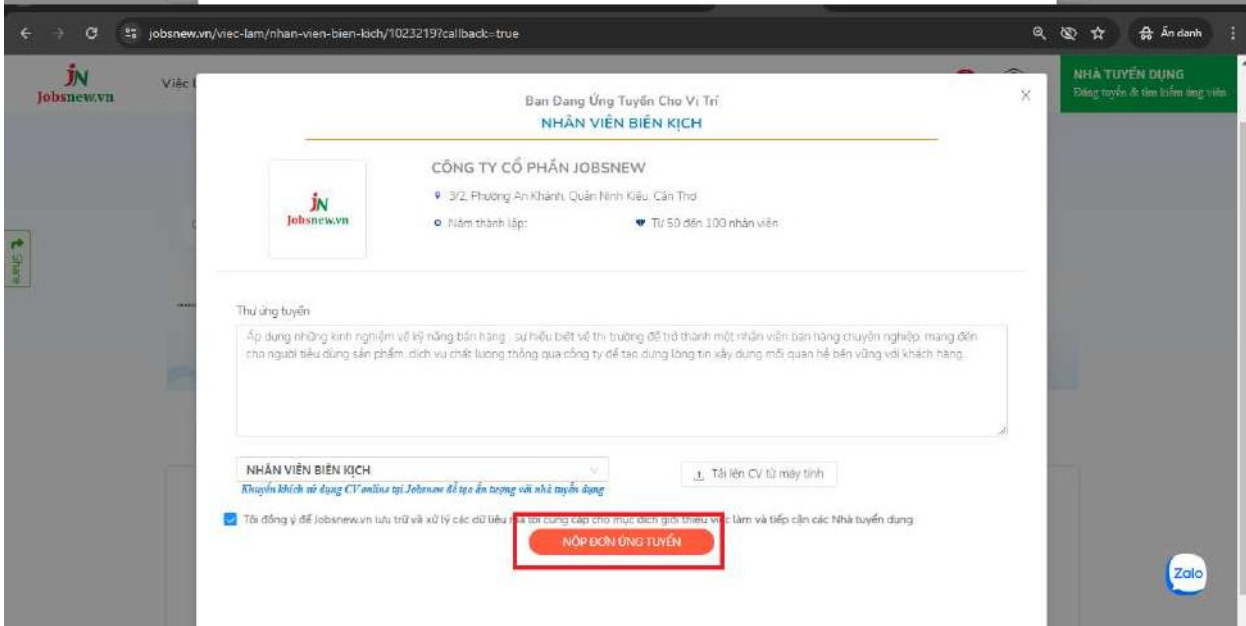 jobsnew.vn/viec-lam/nhan-vien-bien-kich/1023219?callback=true
Ẩn danh
jN
Jobsnew.vn
Việc l
NHÀ TUYỂN DỤNG
Đăng tuyển & tìm kiếm ứng viên
Bạn Đang Ứng Tuyển Cho Vị Trí
NHÂN VIÊN BIÊN KỊCH
CÔNG TY CỔ PHẦN JOBSNEW
3/2, Phường An Khánh, Quận Ninh Kiều, Cần Thơ
jN
Jobsnew.vn
Năm thành lập:
Từ 50 đến 100 nhân viên
Share
Thư ứng tuyển
Áp dụng những kinh nghiệm về kỹ năng bán hàng , sự hiểu biết về thị trường để trở thành một nhân viên bán hàng chuyên nghiệp, mang đến
cho người tiêu dùng sản phẩm, dịch vụ chất lượng thông qua công ty để tạo dựng lòng tin xây dựng mối quan hệ bền vững với khách hàng.
NHÂN VIÊN BIÊN KỊCH
Tải lên CV từ máy tính
Khuyến khích sử dụng CV online tại Jobsnew để tạo ấn tượng với nhà tuyển dụng
Tôi đồng ý để Jobsnew.vn lưu trữ và xử lý các dữ liệu mà tôi cung cấp cho mục đích giới thiệu việc làm và tiếp cận các Nhà tuyển dụng
NỘP ĐƠN ỨNG TUYỂN
Zalo